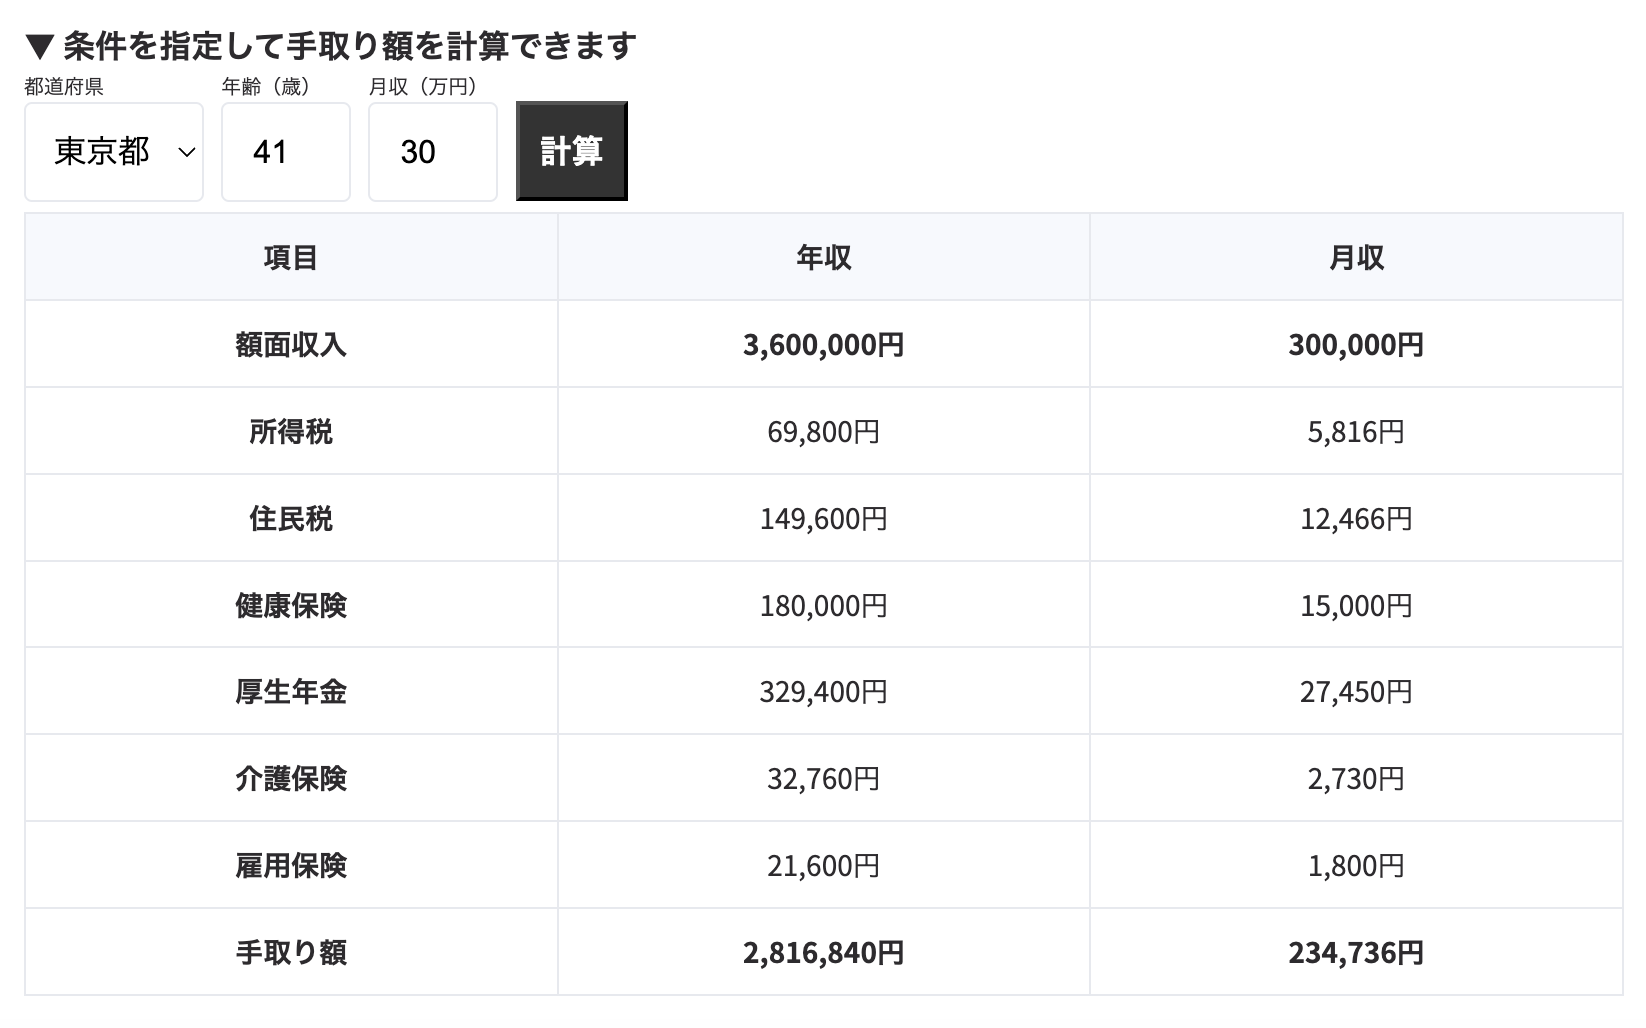 ▼ 条件を指定して手取り額を計算できます
都道府県 年齢（歳） 月収（万円）
東京都 41 30 計算
項目 年収 月収
額面収入 3,600,000円 300,000円
所得税 69,800円 5,816円
住民税 149,600円 12,466円
健康保険 180,000円 15,000円
厚生年金 329,400円 27,450円
介護保険 32,760円 2,730円
雇用保険 21,600円 1,800円
手取り額 2,816,840円 234,736円